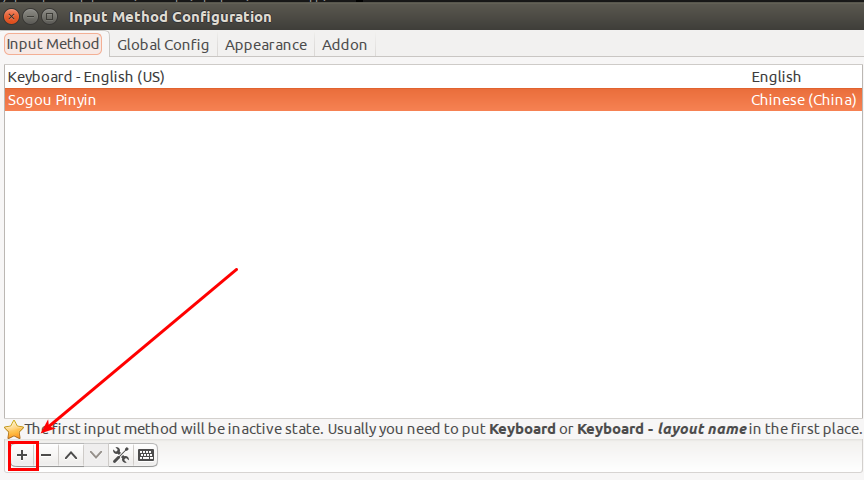 Input Method Configuration
Input Method Global Config Appearance Addon
Keyboard - English (US) English
Sogou Pinyin Chinese (China)
The first input method will be inactive state. Usually you need to put Keyboard or Keyboard - layout name in the first place.